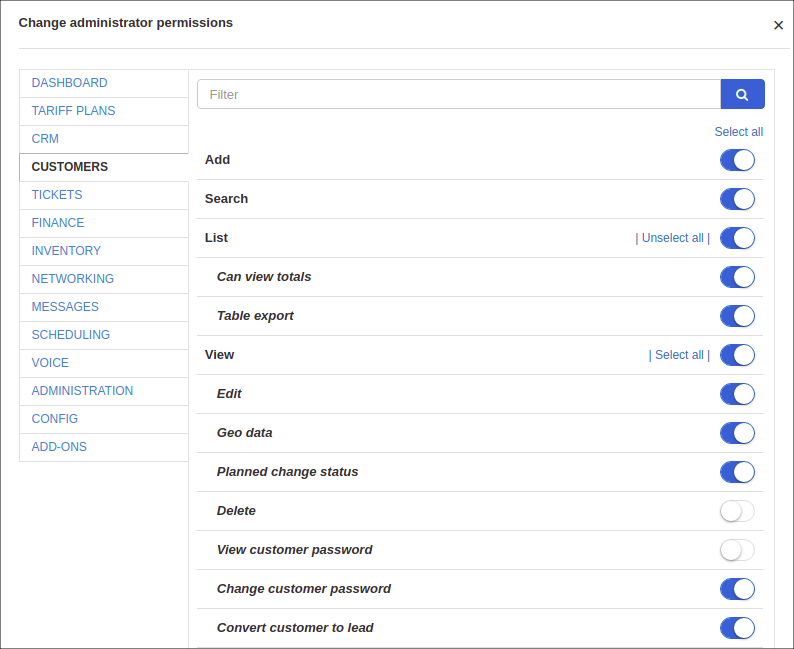 Change administrator permissions
×
DASHBOARD
TARIFF PLANS
CRM
CUSTOMERS
TICKETS
FINANCE
INVENTORY
NETWORKING
MESSAGES
SCHEDULING
VOICE
ADMINISTRATION
CONFIG
ADD-ONS
Filter
Select all
Add
Search
List | Unselect all |
Can view totals
Table export
View | Select all |
Edit
Geo data
Planned change status
Delete
View customer password
Change customer password
Convert customer to lead